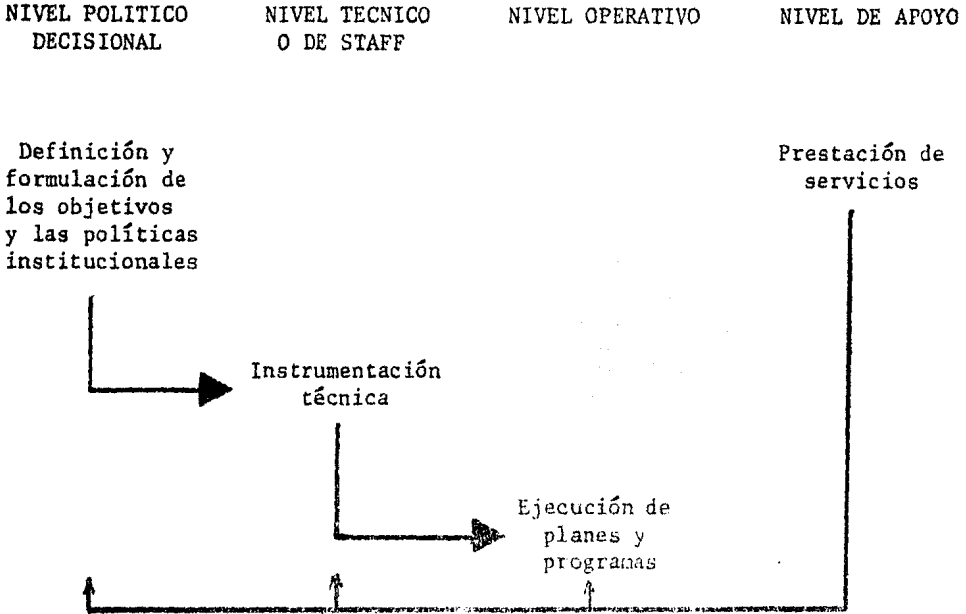 NIVEL POLITICO
DECISIONAL
NIVEL TECNICO
O DE STAFF
NIVEL OPERATIVO
NIVEL DE APOYO
Definición y
formulación de
los objetivos
y las políticas
institucionales
Prestación de
servicios
Instrumentación
técnica
Ejecución de
planes y
programas